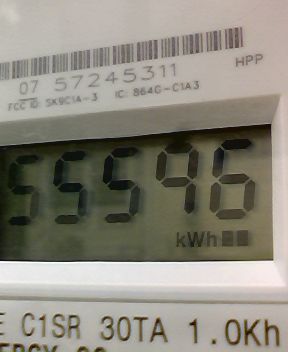 07 57245311 HPP
FCC ID: SK9C1A-3 IC: 864G-C1A3
55596
kWh
E C1SR 30TA 1.0Kh